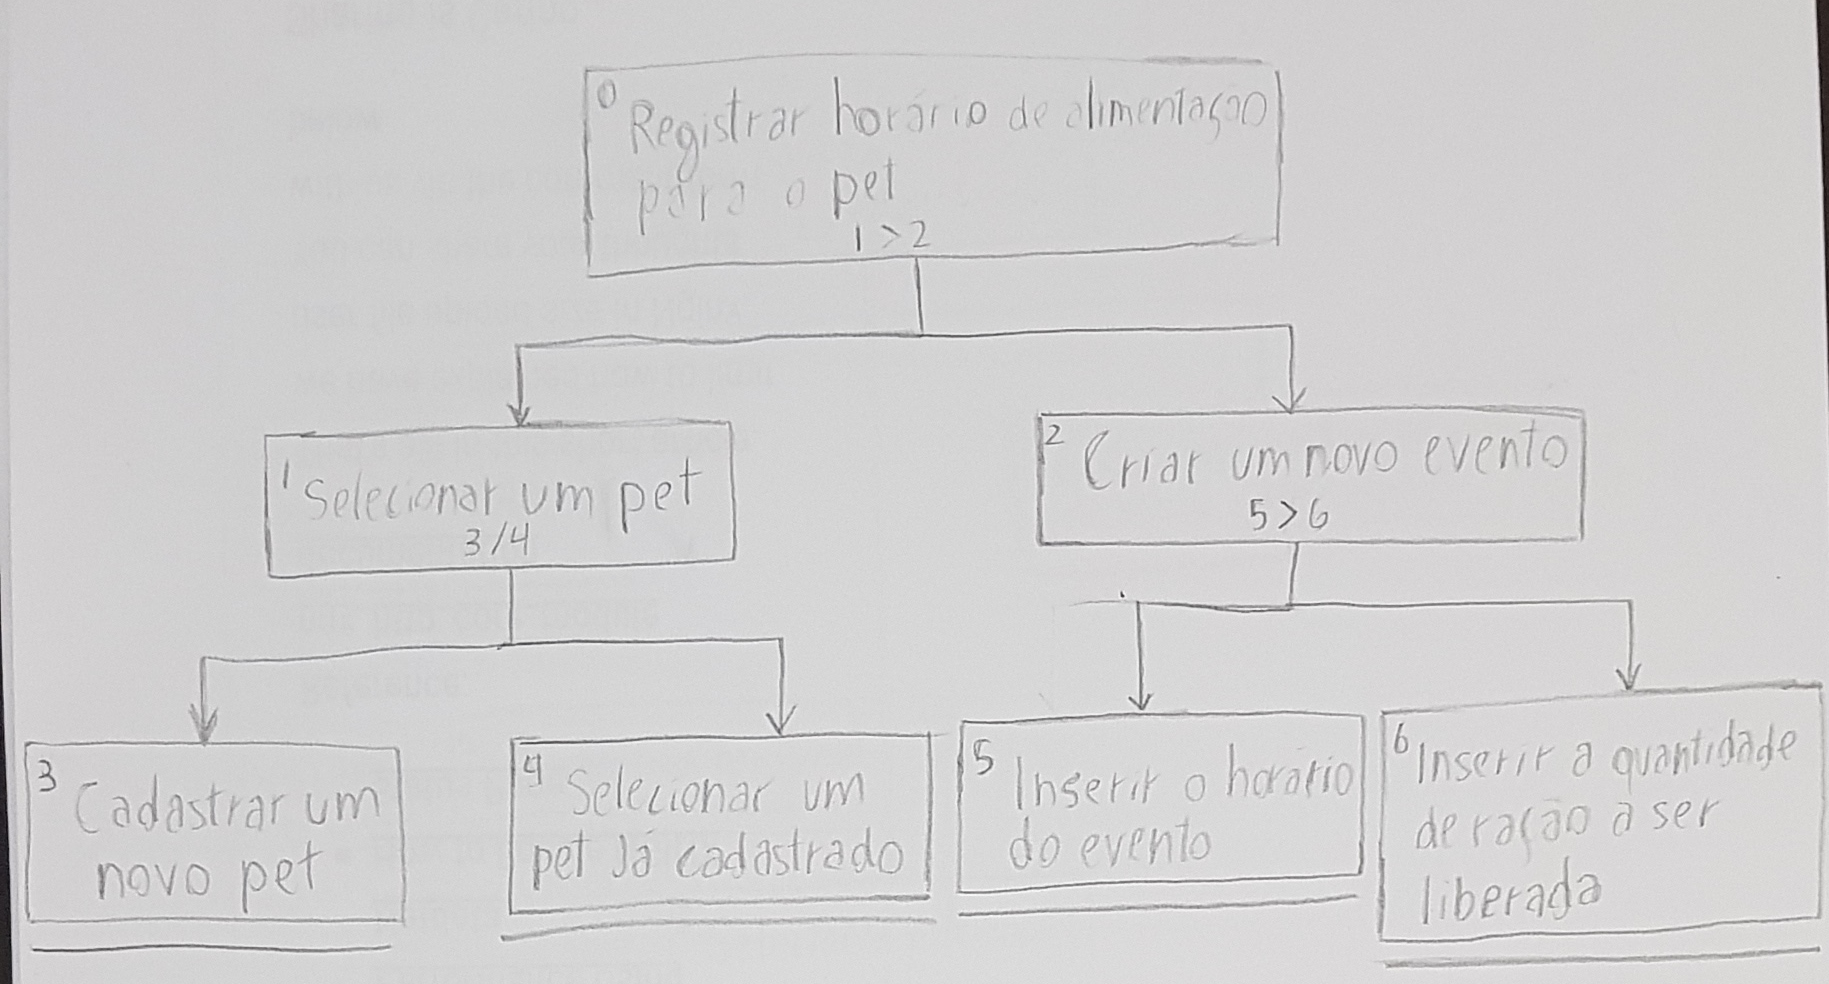 0
Registrar horário de alimentação
para o pet
1 > 2
1
Selecionar um pet
3/4
2
Criar um novo evento
5 > 6
3
Cadastrar um
novo pet
4
Selecionar um
pet Já cadastrado
5
Inserir o horário
do evento
6
Inserir a quantidade
de ração a ser
liberada